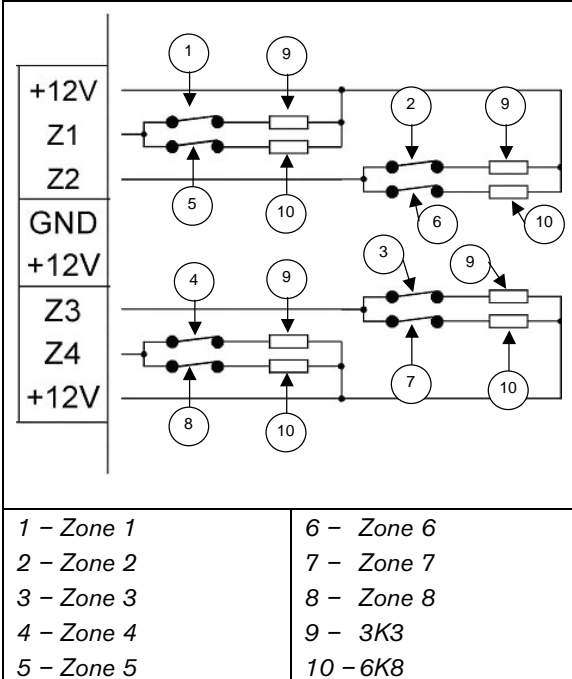 1
9
+12V
2
9
Z1
Z2
5
10
6
10
GND
+12V
3
9
4
9
Z3
Z4
7
10
+12V
8
10
1 – Zone 1
2 – Zone 2
3 – Zone 3
4 – Zone 4
5 – Zone 5
6 – Zone 6
7 – Zone 7
8 – Zone 8
9 – 3K3
10 – 6K8